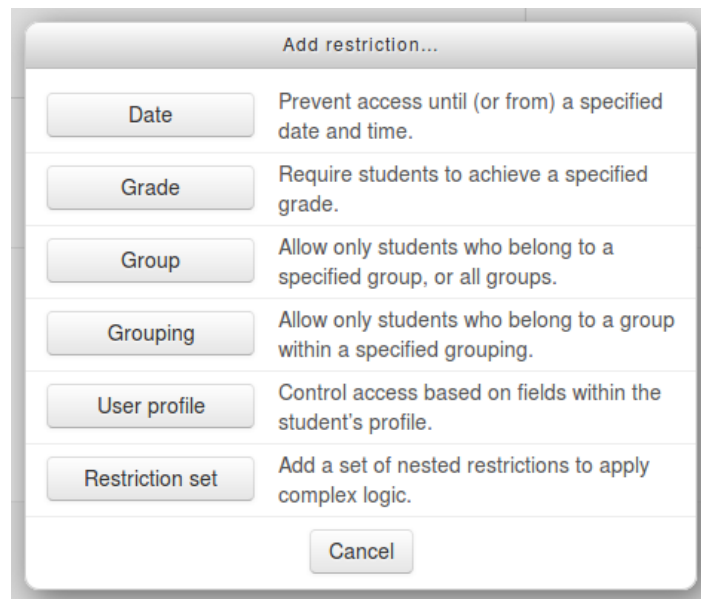 Add restriction...
Date
Prevent access until (or from) a specified
date and time.
Grade
Require students to achieve a specified
grade.
Group
Allow only students who belong to a
specified group, or all groups.
Grouping
Allow only students who belong to a group
within a specified grouping.
User profile
Control access based on fields within the
student's profile.
Restriction set
Add a set of nested restrictions to apply
complex logic.
Cancel